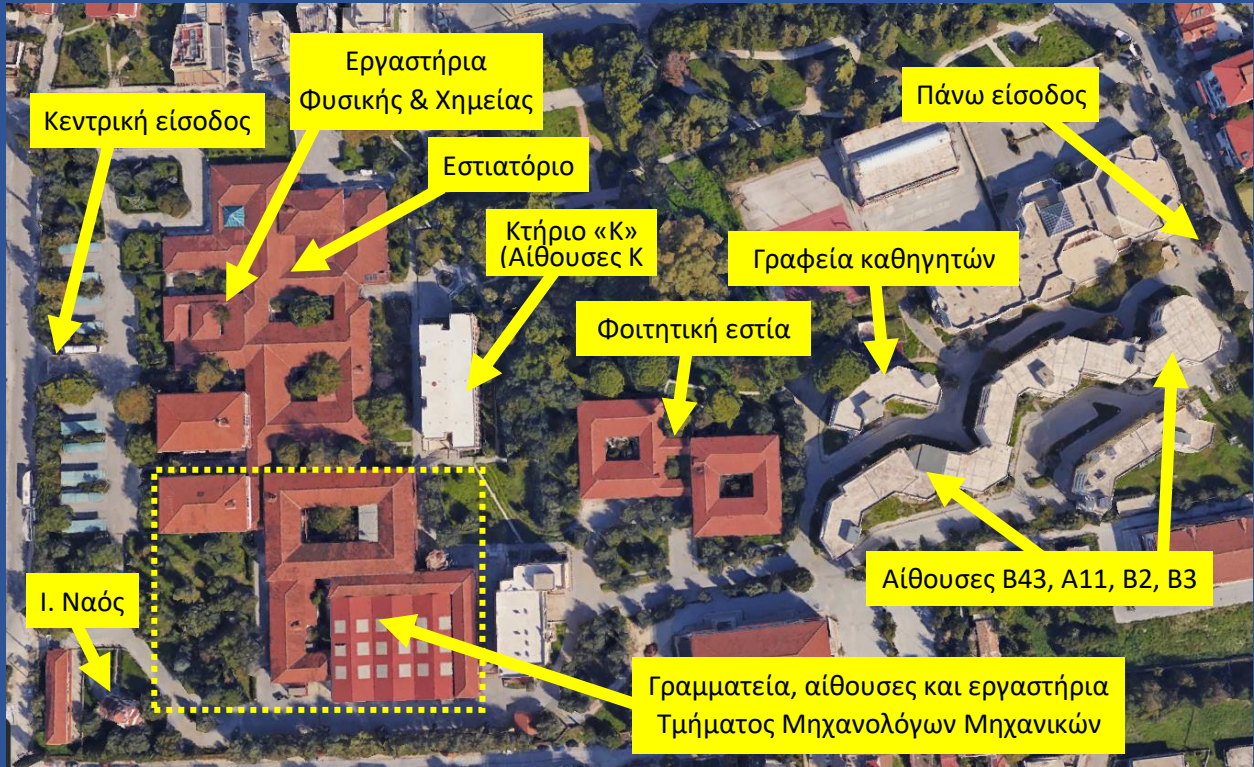 Εργαστήρια
Φυσικής & Χημείας
Κεντρική είσοδος
Πάνω είσοδος
Εστιατόριο
Κτήριο «Κ»
(Αίθουσες Κ
Γραφεία καθηγητών
Φοιτητική εστία
Αίθουσες Β43, Α11, Β2, Β3
Ι. Ναός
Γραμματεία, αίθουσες και εργαστήρια
Τμήματος Μηχανολόγων Μηχανικών